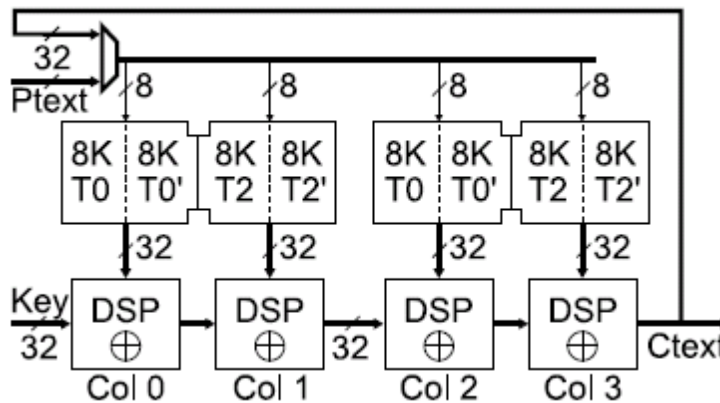 32
Ptext
8 8 8 8
8K 8K 8K 8K 8K 8K 8K 8K
T0 T0' T2 T2' T0 T0' T2 T2'
32 32 32 32
Key DSP DSP DSP DSP
32 32 Ctext
Col 0 Col 1 Col 2 Col 3